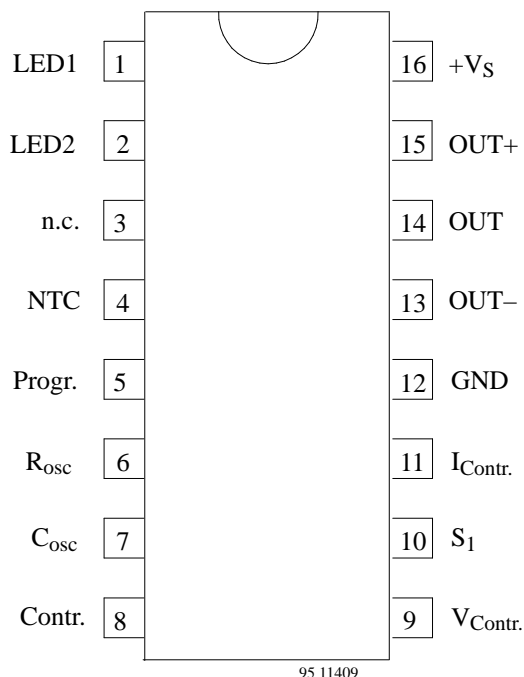 LED1 1 16 +VS
LED2 2 15 OUT+
n.c. 3 14 OUT
NTC 4 13 OUT–
Progr. 5 12 GND
Rosc 6 11 IContr.
Cosc 7 10 S1
Contr. 8 9 VContr.
95 11409